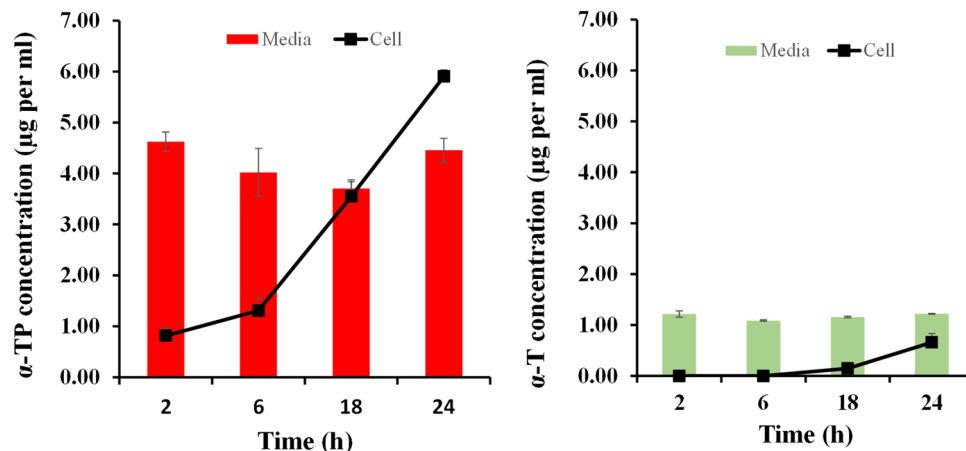 α-TP concentration (µg per ml)
7.00
6.00
5.00
4.00
3.00
2.00
1.00
0.00
Media
Cell
2 6 18 24
Time (h)
α-T concentration (µg per ml)
7.00
6.00
5.00
4.00
3.00
2.00
1.00
0.00
Media
Cell
2 6 18 24
Time (h)